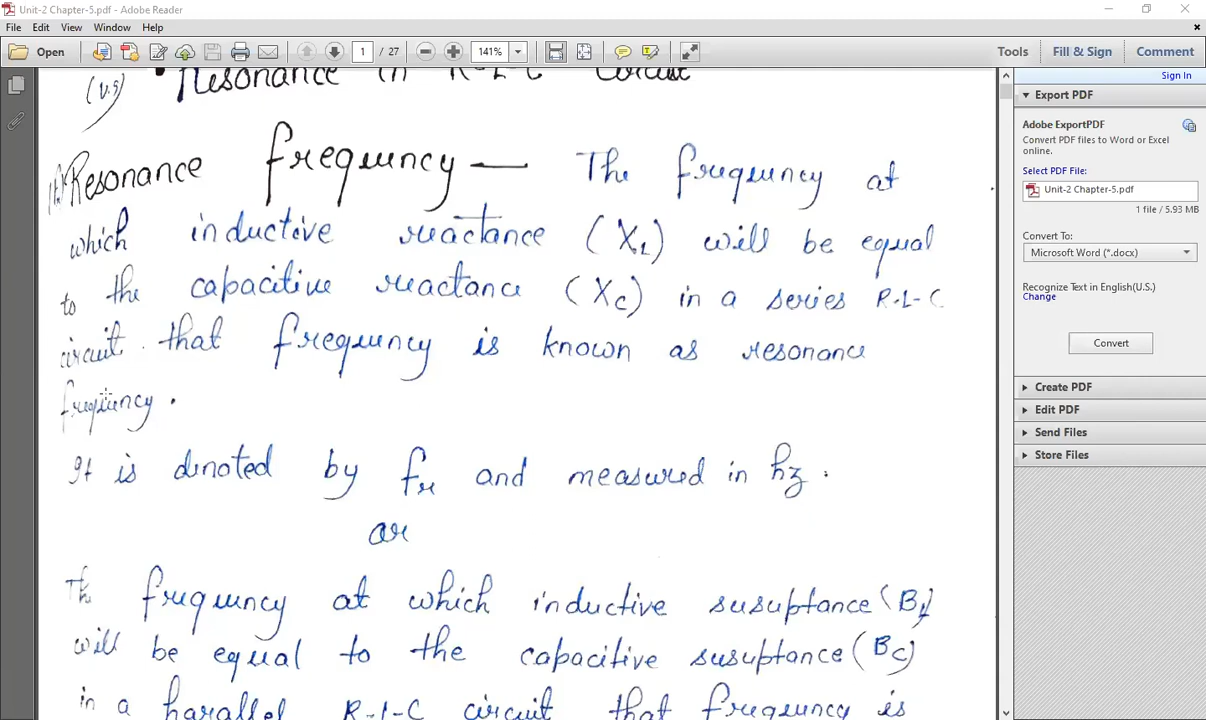 Unit-2 Chapter-5.pdf - Adobe Reader
File Edit View Window Help
Open 1 / 27 141% Tools Fill & Sign Comment
Sign In
(V.S) • Resonance in R-L-C
Resonance frequency — The frequency at
which inductive reactance (XL) will be equal
to the capacitive reactance (XC) in a series R-L-C
circuit. that frequency is known as resonance
frequency.
It is denoted by fr and measured in hz.
or
The frequency at which inductive susuptance (BL)
will be equal to the capacitive susuptance (BC)
in a parallel R-L-C circuit that frequency is
Export PDF
Adobe ExportPDF
Convert PDF files to Word or Excel
online.
Select PDF File:
Unit-2 Chapter-5.pdf
1 file / 5.93 MB
Convert To:
Microsoft Word (*.docx)
Recognize Text in English(U.S.)
Change
Convert
Create PDF
Edit PDF
Send Files
Store Files